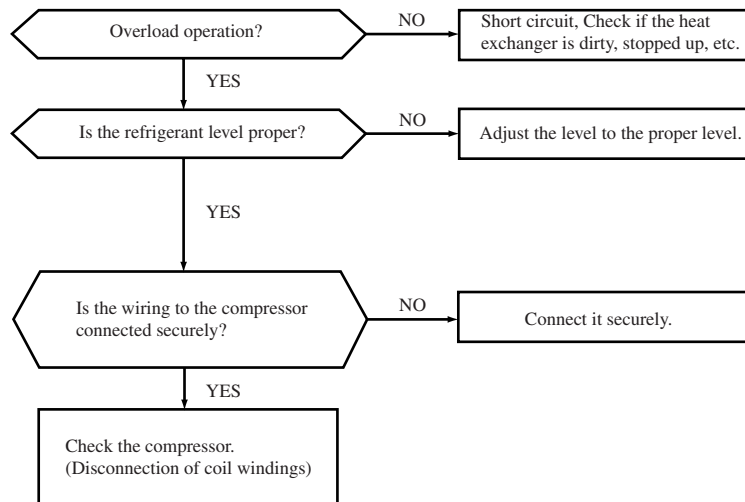 Overload operation?
NO
Short circuit, Check if the heat
exchanger is dirty, stopped up, etc.
YES
Is the refrigerant level proper?
NO
Adjust the level to the proper level.
YES
Is the wiring to the compressor
connected securely?
NO
Connect it securely.
YES
Check the compressor.
(Disconnection of coil windings)